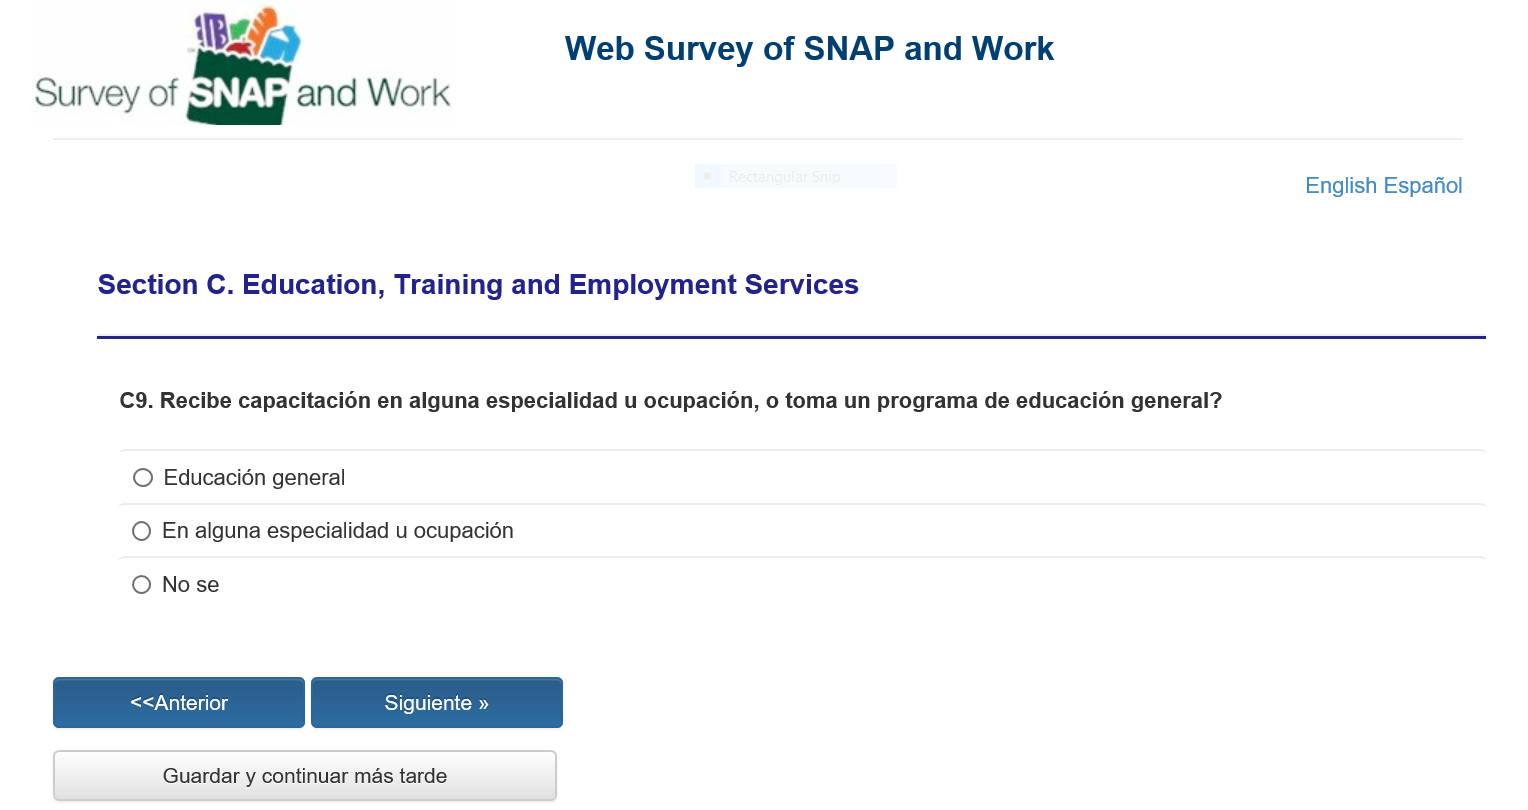 Survey of SNAP and Work
Web Survey of SNAP and Work
Rectangular Snip
English Español
Section C. Education, Training and Employment Services
C9. Recibe capacitación en alguna especialidad u ocupación, o toma un programa de educación general?
Educación general
En alguna especialidad u ocupación
No se
<<Anterior
Siguiente »
Guardar y continuar más tarde